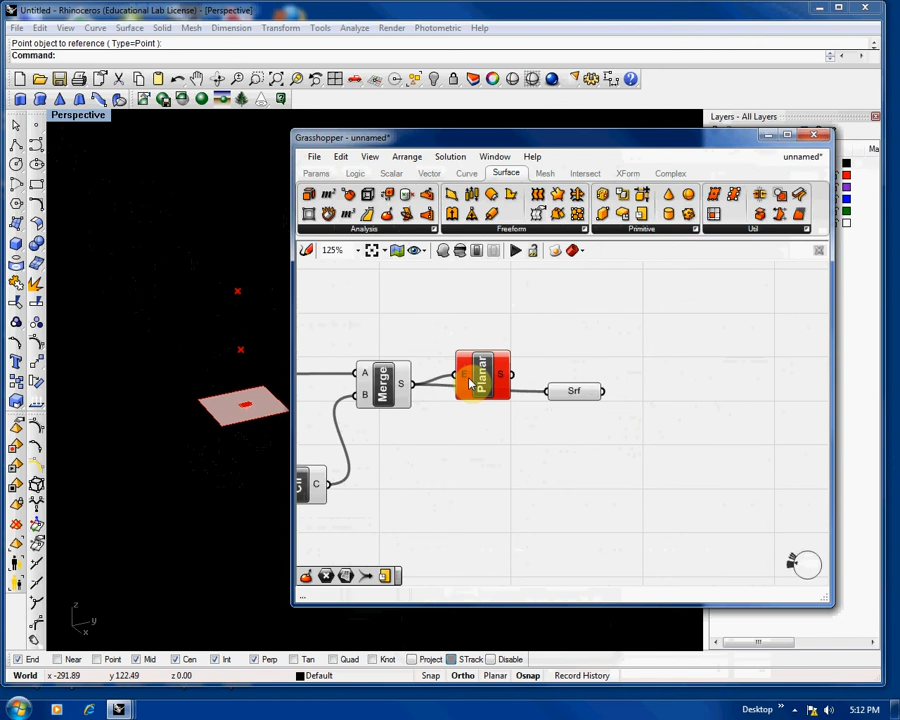 Untitled - Rhinoceros (Educational Lab License) - [Perspective]
File Edit View Curve Surface Solid Mesh Dimension Transform Tools Analyze Render Photometric Help
Point object to reference ( Type=Point ):
Command:
Perspective
Layers - All Layers
Ma
Grasshopper - unnamed*
File Edit View Arrange Solution Window Help
unnamed*
Params Logic Scalar Vector Curve Surface Mesh Intersect XForm Complex
Analysis Freeform Primitive Util
125%
A
B
Merge
S
Planar
S
Srf
C
...
z
y
x
End Near Point Mid Cen Int Perp Tan Quad Knot Project STrack Disable
World x -291.89 y 122.49 z 0.00 Default Snap Ortho Planar Osnap Record History
Desktop » 5:12 PM